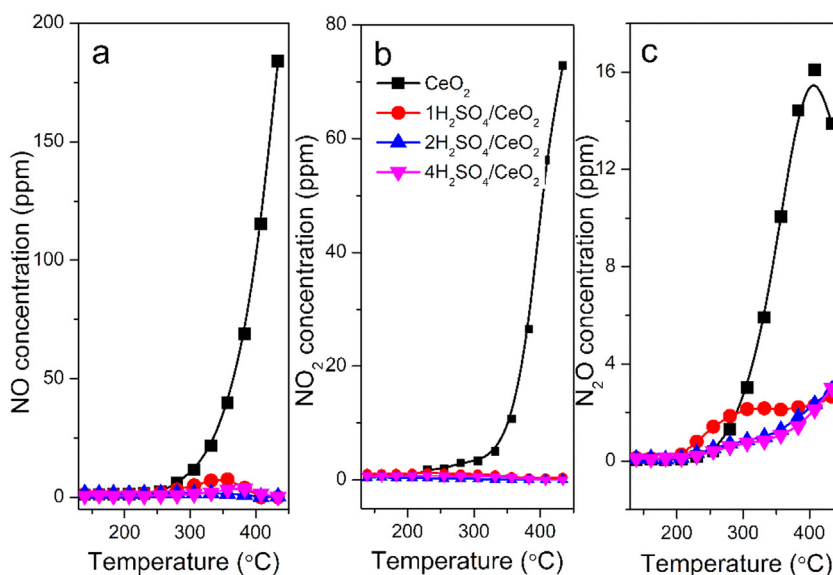 a
200
150
100
50
0
NO concentration (ppm)
200
300
400
Temperature (°C)
b
80
60
40
20
0
NO₂ concentration (ppm)
CeO₂
1H₂SO₄/CeO₂
2H₂SO₄/CeO₂
4H₂SO₄/CeO₂
200
300
400
Temperature (°C)
c
16
12
8
4
0
N₂O concentration (ppm)
200
300
400
Temperature (°C)